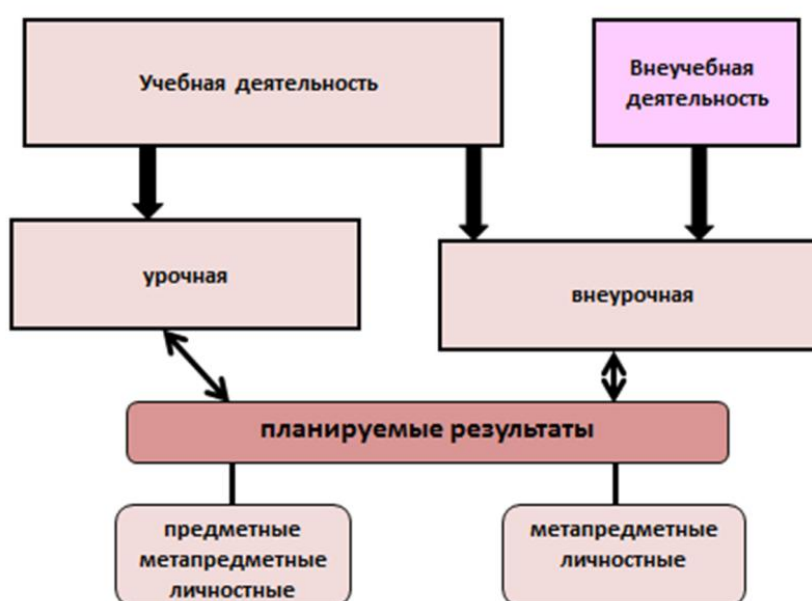 Учебная деятельность
Внеучебная
деятельность
урочная
внеурочная
планируемые результаты
предметные
метапредметные
личностные
метапредметные
личностные